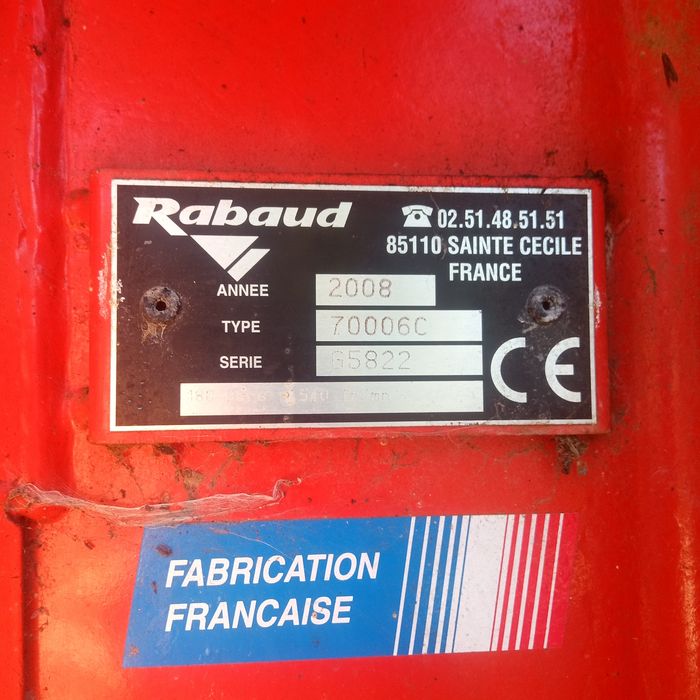 Rabaud
☎ 02.51.48.51.51
85110 SAINTE CECILE
FRANCE
ANNEE 2008
TYPE 70006C
SERIE G5822
CE
FABRICATION
FRANCAISE